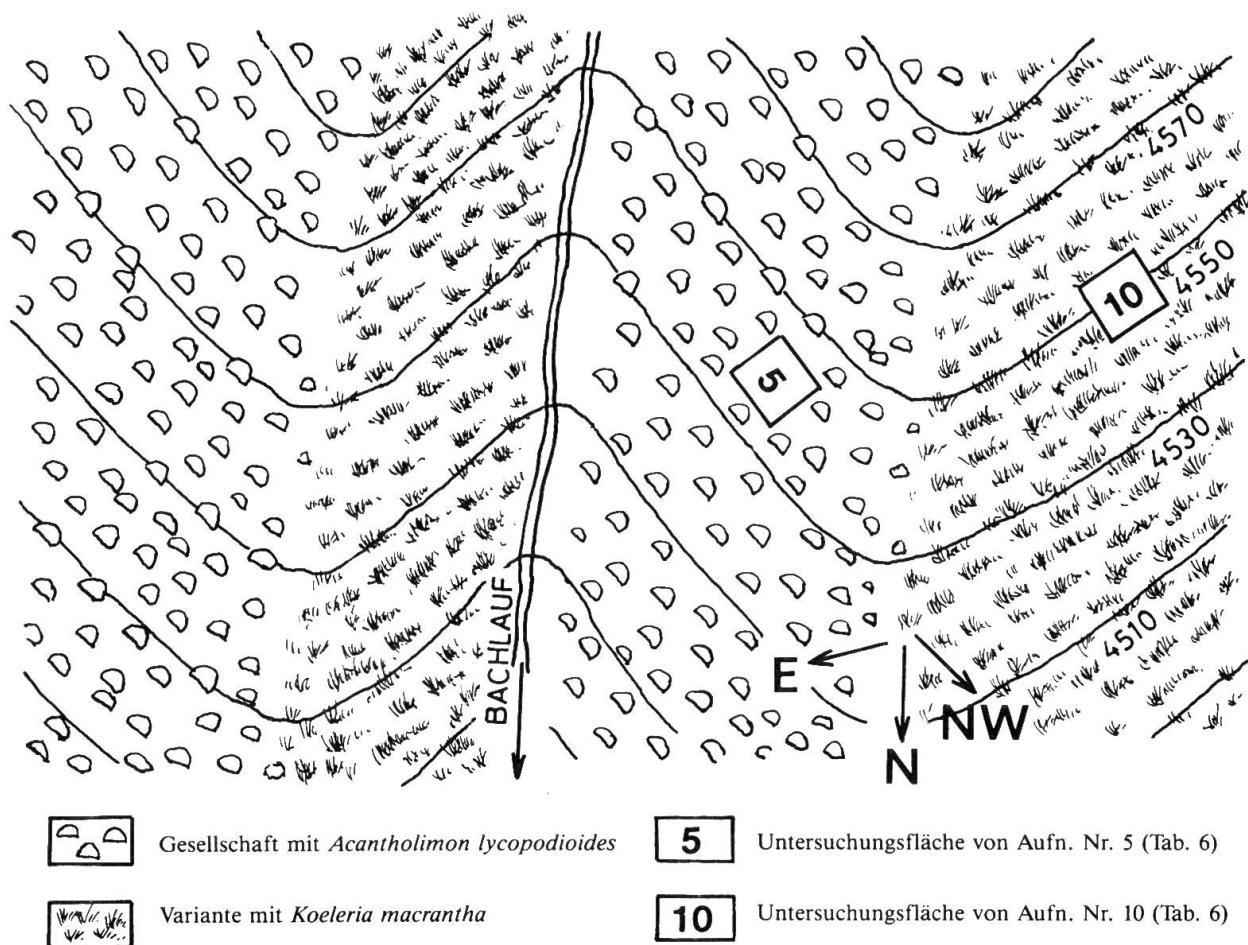 4570
4550
10
5
4530
4510
BACHLAUF
E
N
NW
Gesellschaft mit Acantholimon lycopodioides
5 Untersuchungsfläche von Aufn. Nr. 5 (Tab. 6)
Variante mit Koeleria macrantha
10 Untersuchungsfläche von Aufn. Nr. 10 (Tab. 6)